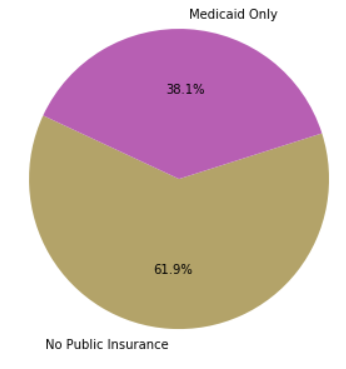 Medicaid Only
38.1%
61.9%
No Public Insurance